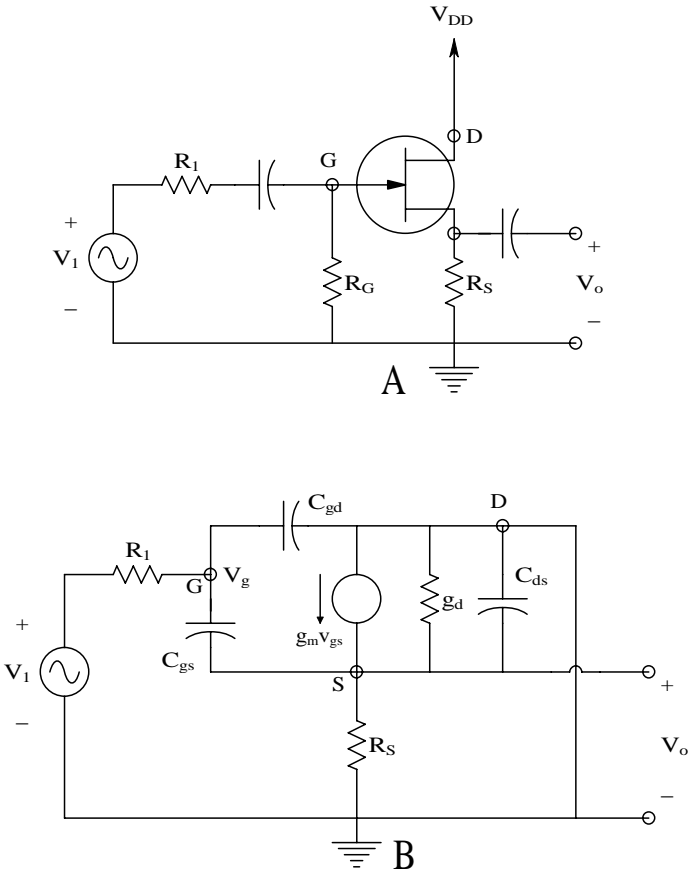 V_DD
D
G
R_1
+
V_1
−
R_G
R_S
+
V_o
−
A
C_gd
D
R_1
G
V_g
C_ds
g_d
+
g_mv_gs
C_gs
V_1
S
+
−
R_S
V_o
−
B